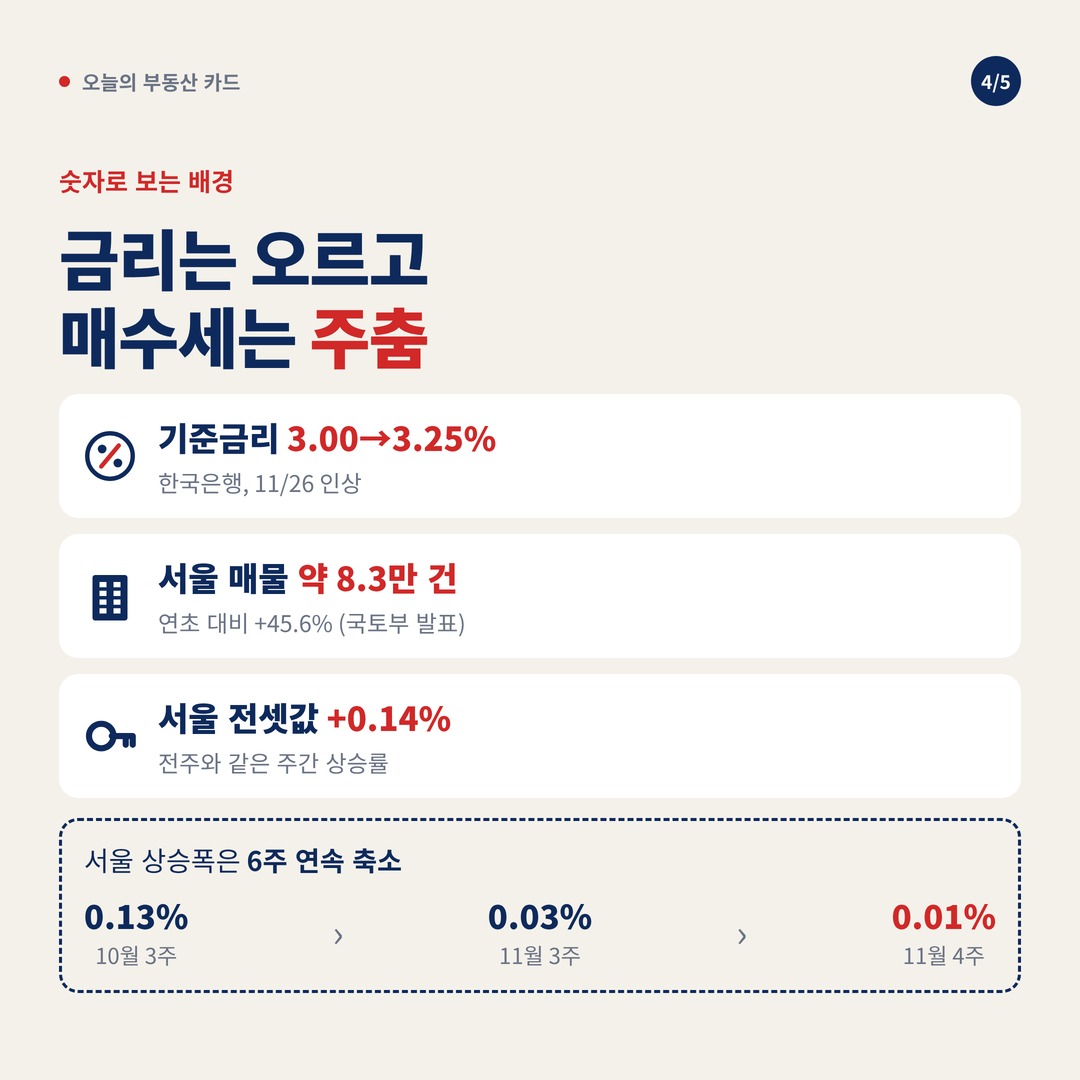 오늘의 부동산 카드
4/5
숫자로 보는 배경
금리는 오르고
매수세는 주춤
기준금리 3.00→3.25%
한국은행, 11/26 인상
서울 매물 약 8.3만 건
연초 대비 +45.6% (국토부 발표)
서울 전셋값 +0.14%
전주와 같은 주간 상승률
서울 상승폭은 6주 연속 축소
0.13% › 0.03% › 0.01%
10월 3주 11월 3주 11월 4주